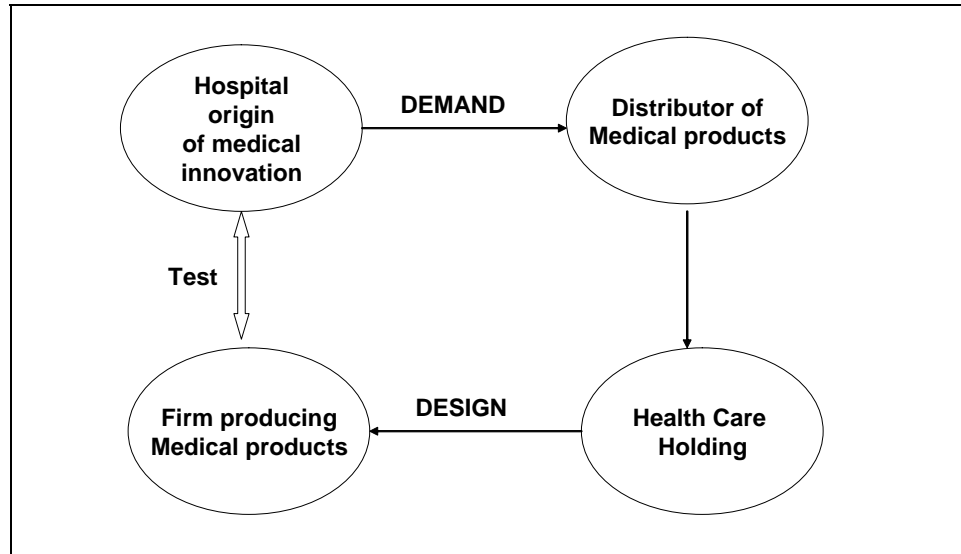 Hospital
origin
of medical
innovation
DEMAND
Distributor of
Medical products
Test
Firm producing
Medical products
DESIGN
Health Care
Holding